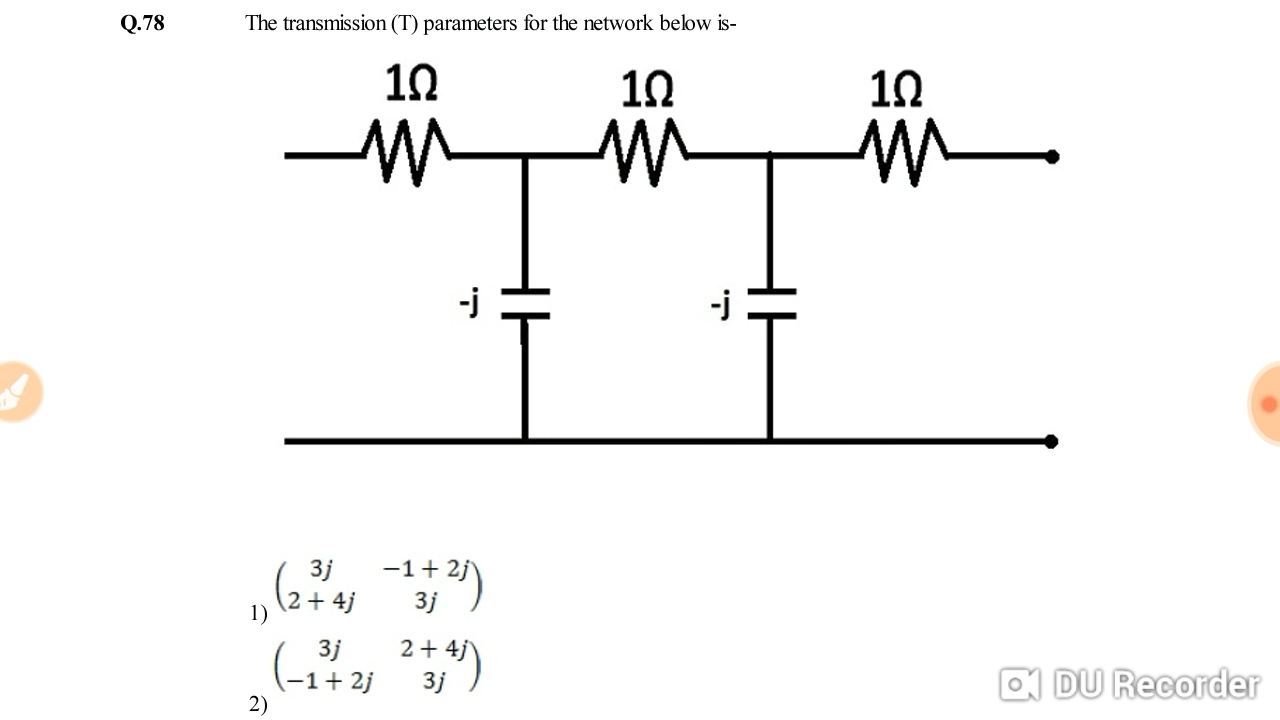 Q.78 The transmission (T) parameters for the network below is-
1Ω 1Ω 1Ω
-j -j
1) (3j -1 + 2j
2 + 4j 3j)
2) (3j 2 + 4j
-1 + 2j 3j)
DU Recorder